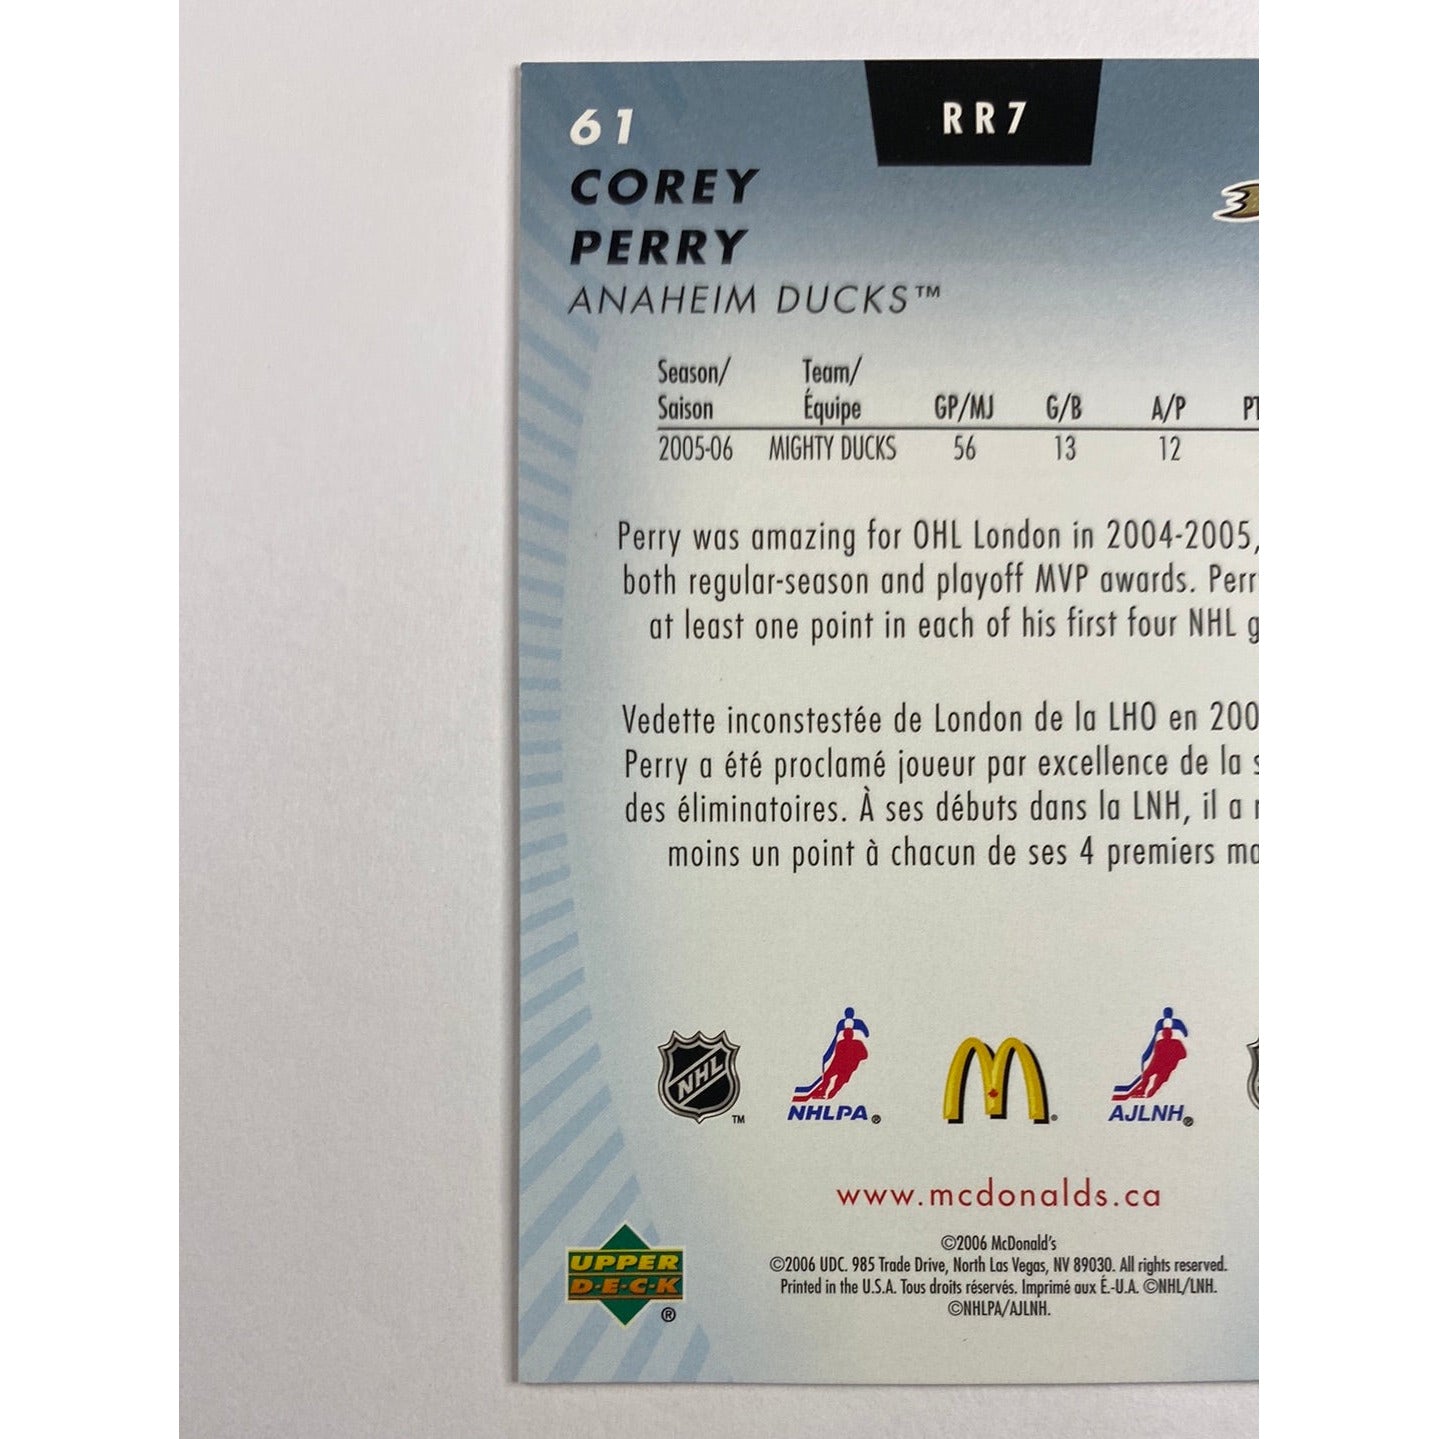 61
RR7
COREY
PERRY
ANAHEIM DUCKS™
Season/ Team/
Saison Équipe GP/MJ G/B A/P
2005-06 MIGHTY DUCKS 56 13 12
Perry was amazing for OHL London in 2004-2005,
both regular-season and playoff MVP awards. Perr
at least one point in each of his first four NHL g
Vedette inconstestée de London de la LHO en 200
Perry a été proclamé joueur par excellence de la s
des éliminatoires. À ses débuts dans la LNH, il a
moins un point à chacun de ses 4 premiers ma
NHL ™
NHLPA®
M ®
AJLNH®
www.mcdonalds.ca
UPPER
D·E·C·K
®
©2006 McDonald's
©2006 UDC. 985 Trade Drive, North Las Vegas, NV 89030. All rights reserved.
Printed in the U.S.A. Tous droits réservés. Imprimé aux É.-U.A. ©NHL/LNH.
©NHLPA/AJLNH.